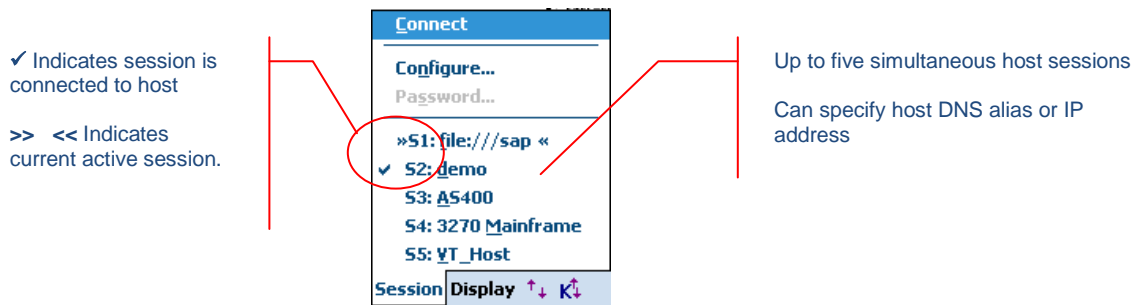 ✓ Indicates session is
connected to host
>> << Indicates
current active session.
Connect
Configure...
Password...
»S1: file:///sap «
✓ S2: demo
S3: AS400
S4: 3270 Mainframe
S5: VT_Host
Session Display ↑↓ K↑↓
Up to five simultaneous host sessions
Can specify host DNS alias or IP
address